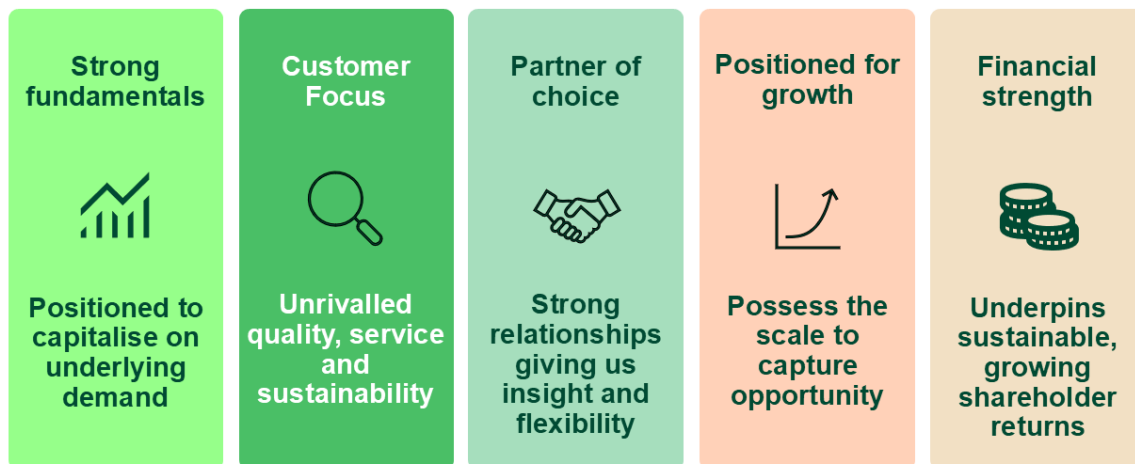 Strong
fundamentals
Positioned to
capitalise on
underlying
demand
Customer
Focus
Unrivalled
quality, service
and
sustainability
Partner of
choice
Strong
relationships
giving us
insight and
flexibility
Positioned for
growth
Possess the
scale to
capture
opportunity
Financial
strength
Underpins
sustainable,
growing
shareholder
returns